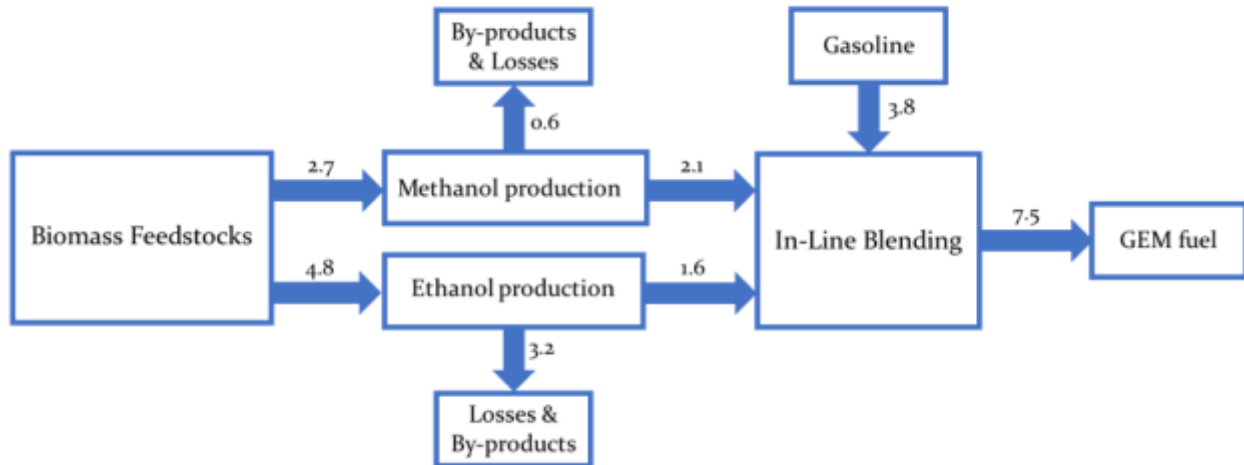 By-products
& Losses
Gasoline
0.6
3.8
Biomass Feedstocks
2.7
Methanol production
2.1
In-Line Blending
7.5
GEM fuel
4.8
Ethanol production
1.6
3.2
Losses &
By-products